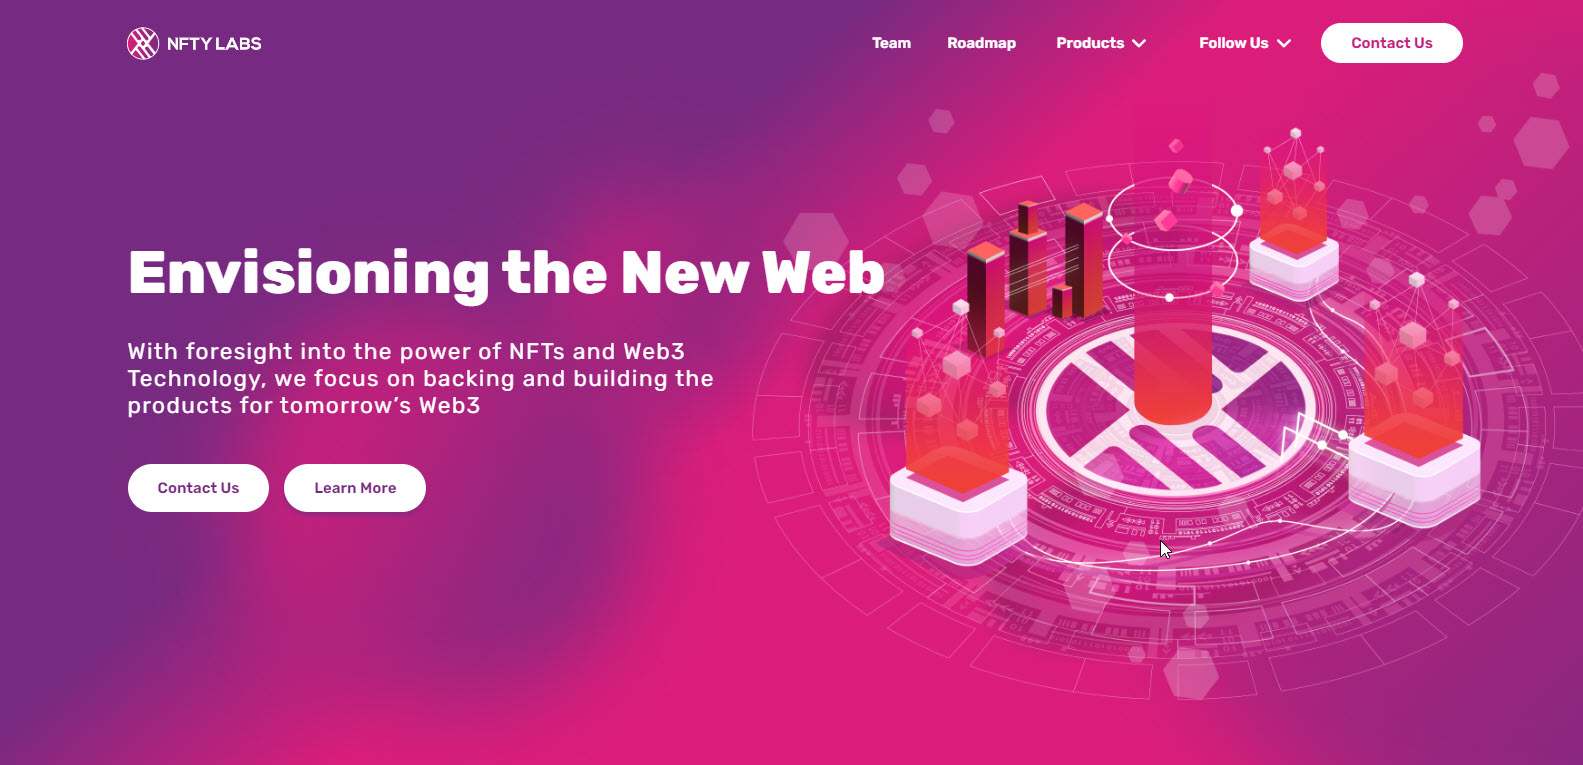 NFTY LABS
Team
Roadmap
Products
Follow Us
Contact Us
Envisioning the New Web
With foresight into the power of NFTs and Web3
Technology, we focus on backing and building the
products for tomorrow’s Web3
Contact Us
Learn More